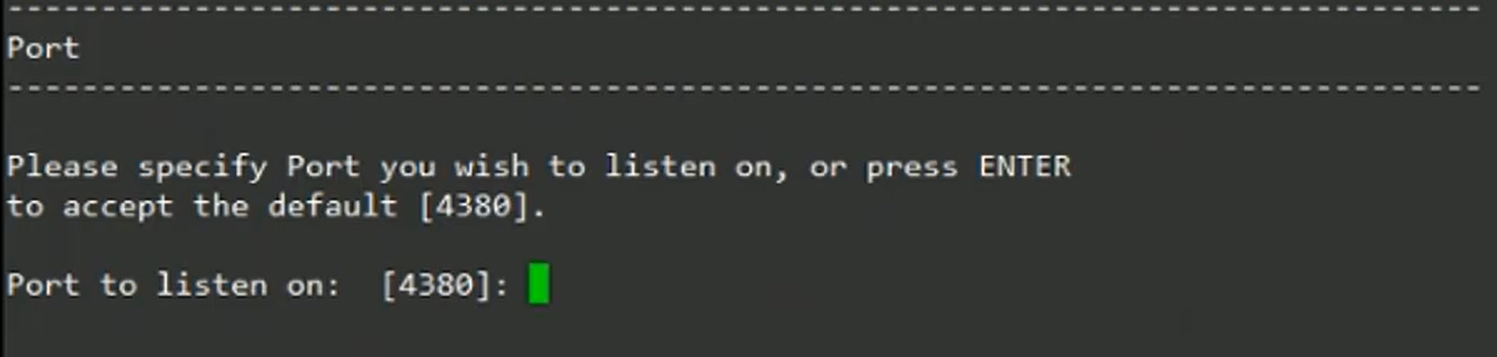 --------------------------------------------------------------------------------
Port
--------------------------------------------------------------------------------
Please specify Port you wish to listen on, or press ENTER
to accept the default [4380].
Port to listen on:  [4380]: